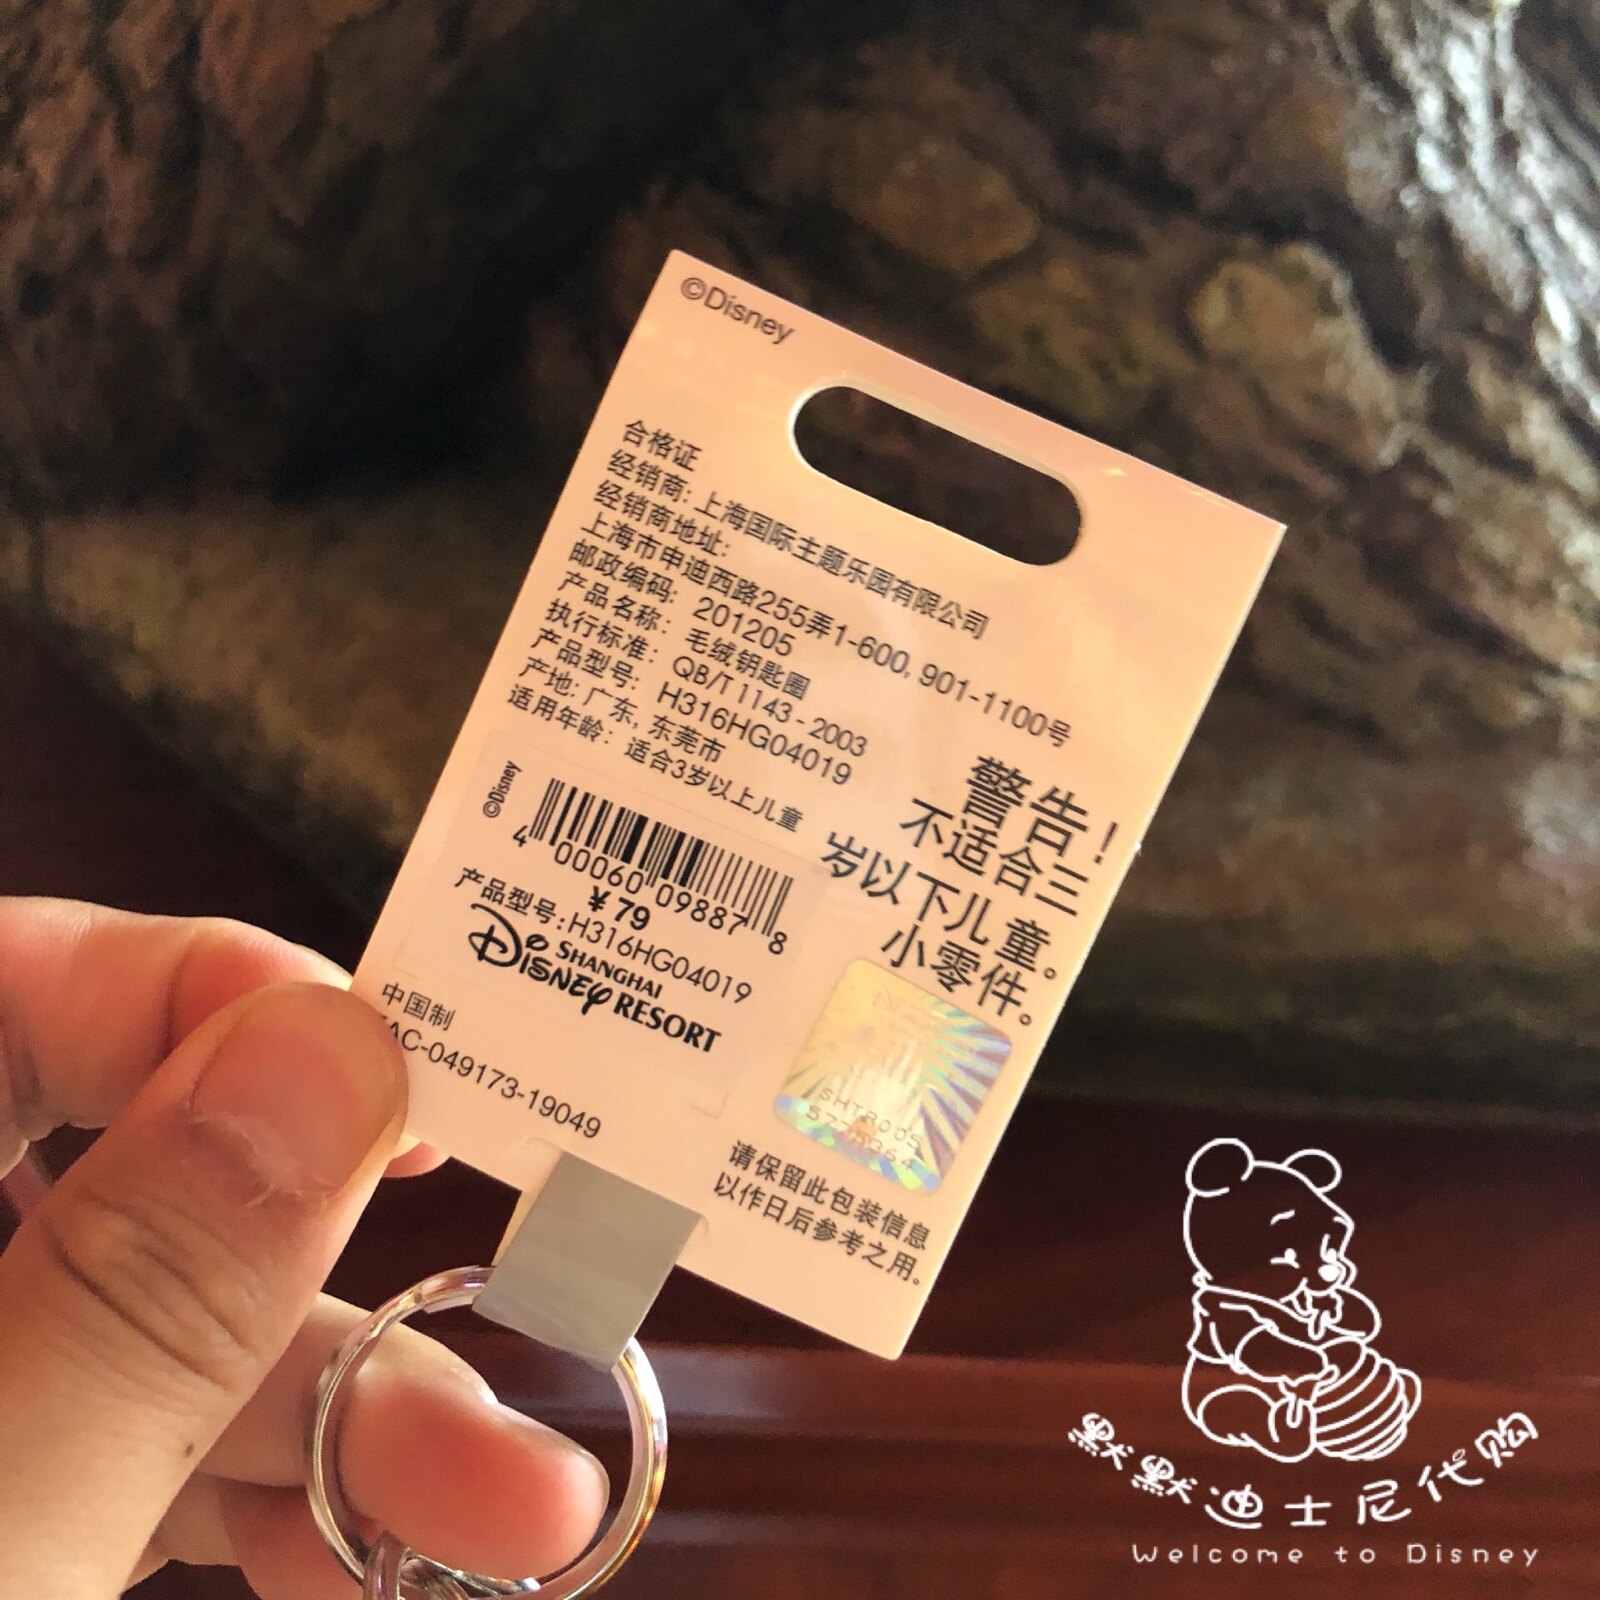 ©Disney
合格证
经销商: 上海国际主题乐园有限公司
经销商地址:
上海市申迪西路255弄1-600, 901-1100号
邮政编码: 201205
产品名称: 毛绒钥匙圈
执行标准: QB/T 1143 - 2003
产品型号: H316HG04019
产地: 广东, 东莞市
适用年龄: 适合3岁以上儿童
警告!
不适合三
岁以下儿童。
小零件。
©Disney
4 00060 09887 8
¥ 79
产品型号:H316HG04019
SHANGHAI
DISNEY RESORT
中国制
AC-049173-19049
SHTR005
请保留此包装信息
以作日后参考之用。
默默迪士尼代购
Welcome to Disney